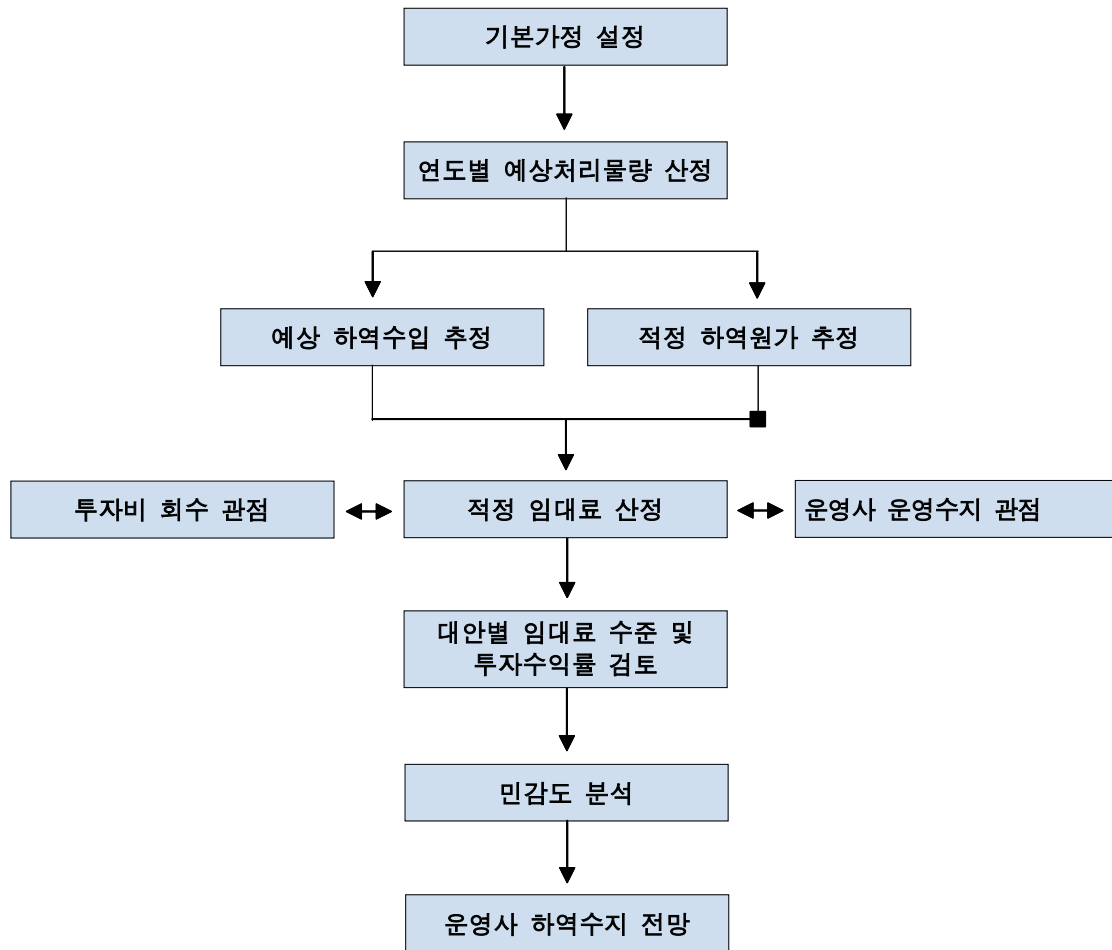 기본가정 설정
연도별 예상처리물량 산정
예상 하역수입 추정
적정 하역원가 추정
투자비 회수 관점
적정 임대료 산정
운영사 운영수지 관점
대안별 임대료 수준 및
투자수익률 검토
민감도 분석
운영사 하역수지 전망